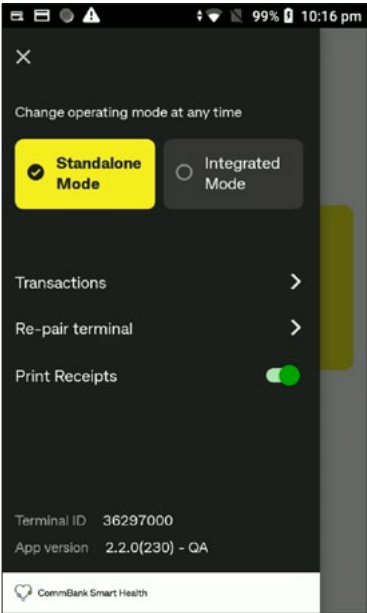 99% 10:16 pm
Change operating mode at any time
Standalone Mode
Integrated Mode
Transactions
Re-pair terminal
Print Receipts
Terminal ID 36297000
App version 2.2.0(230) - QA
CommBank Smart Health